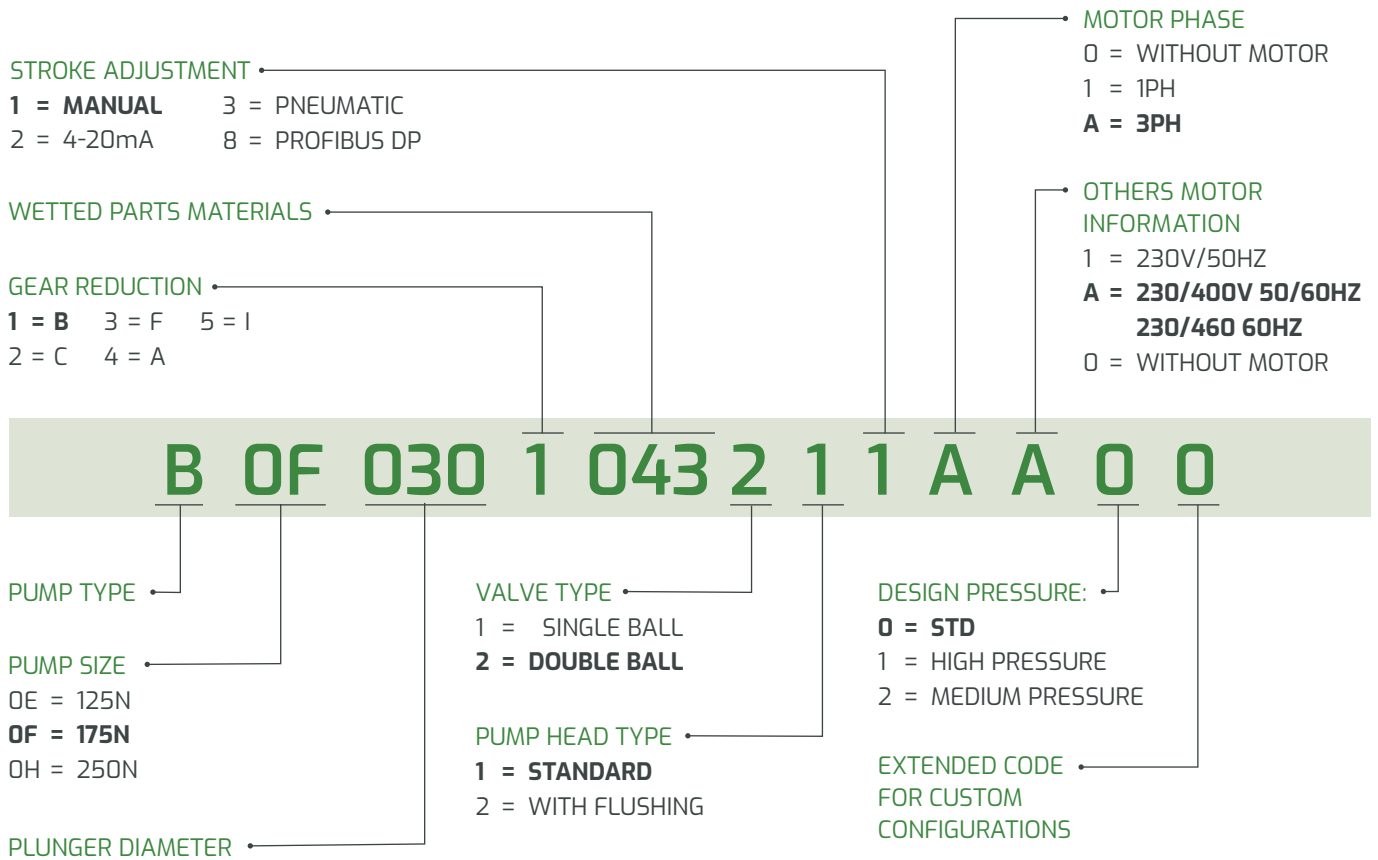 STROKE ADJUSTMENT
1 = MANUAL 3 = PNEUMATIC
2 = 4-20mA 8 = PROFIBUS DP
WETTED PARTS MATERIALS
GEAR REDUCTION
1 = B 3 = F 5 = I
2 = C 4 = A
MOTOR PHASE
0 = WITHOUT MOTOR
1 = 1PH
A = 3PH
OTHERS MOTOR
INFORMATION
1 = 230V/50HZ
A = 230/400V 50/60HZ
230/460 60HZ
0 = WITHOUT MOTOR
B 0F 030 1 043 2 1 1 A A 0 0
PUMP TYPE
PUMP SIZE
0E = 125N
0F = 175N
0H = 250N
PLUNGER DIAMETER
VALVE TYPE
1 = SINGLE BALL
2 = DOUBLE BALL
PUMP HEAD TYPE
1 = STANDARD
2 = WITH FLUSHING
DESIGN PRESSURE:
0 = STD
1 = HIGH PRESSURE
2 = MEDIUM PRESSURE
EXTENDED CODE
FOR CUSTOM
CONFIGURATIONS